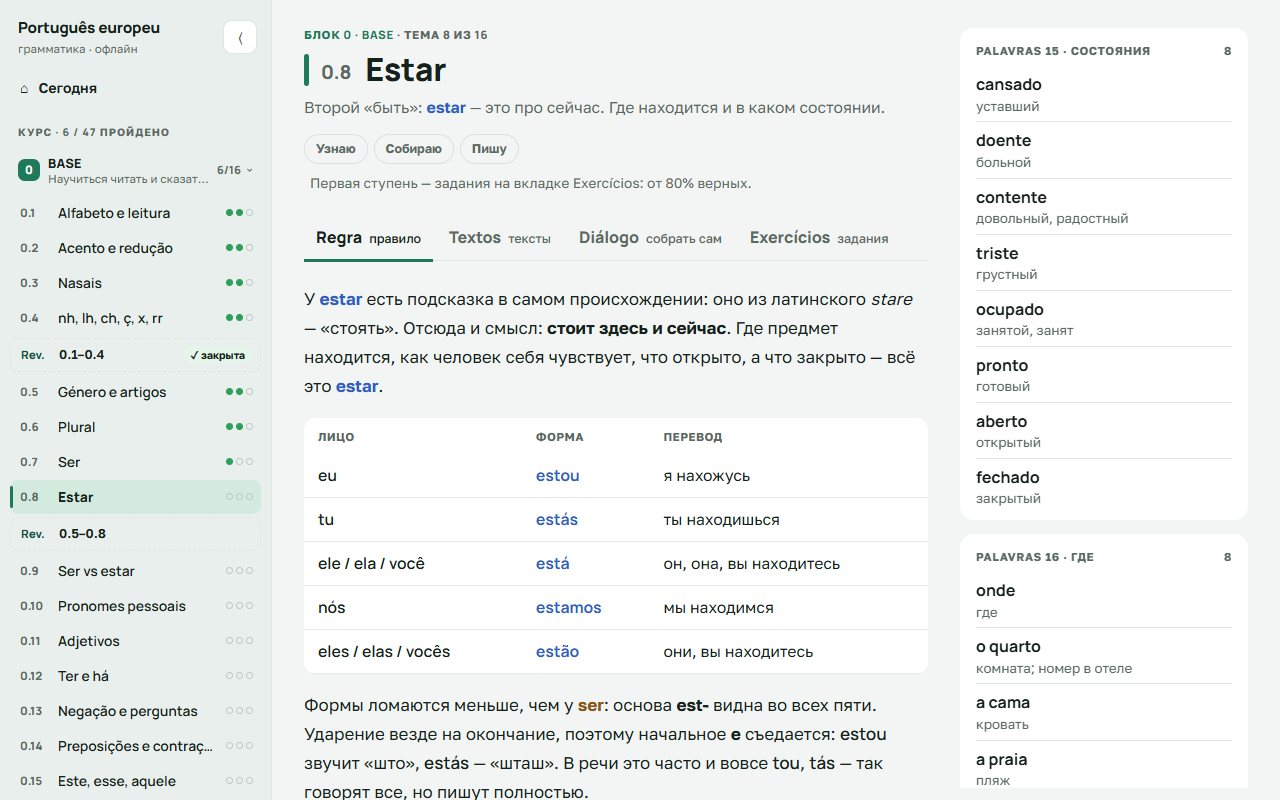 Português europeu
грамматика · офлайн
⟨
⌂ Сегодня
КУРС · 6 / 47 ПРОЙДЕНО
0 BASE 6/16
Научиться читать и сказат…
0.1 Alfabeto e leitura
0.2 Acento e redução
0.3 Nasais
0.4 nh, lh, ch, ç, x, rr
Rev. 0.1–0.4 ✓ закрыта
0.5 Género e artigos
0.6 Plural
0.7 Ser
0.8 Estar
Rev. 0.5–0.8
0.9 Ser vs estar
0.10 Pronomes pessoais
0.11 Adjetivos
0.12 Ter e há
0.13 Negação e perguntas
0.14 Preposições e contraç…
0.15 Este, esse, aquele
БЛОК 0 · BASE · ТЕМА 8 ИЗ 16
0.8 Estar
Второй «быть»: estar — это про сейчас. Где находится и в каком состоянии.
Узнаю Собираю Пишу
Первая ступень — задания на вкладке Exercícios: от 80% верных.
Regra правило Textos тексты Diálogo собрать сам Exercícios задания
У estar есть подсказка в самом происхождении: оно из латинского stare
— «стоять». Отсюда и смысл: стоит здесь и сейчас. Где предмет
находится, как человек себя чувствует, что открыто, а что закрыто — всё
это estar.
ЛИЦО ФОРМА ПЕРЕВОД
eu estou я нахожусь
tu estás ты находишься
ele / ela / você está он, она, вы находитесь
nós estamos мы находимся
eles / elas / vocês estão они, вы находитесь
Формы ломаются меньше, чем у ser: основа est- видна во всех пяти.
Ударение везде на окончание, поэтому начальное e съедается: estou
звучит «што», estás — «шташ». В речи это часто и вовсе tou, tás — так
говорят все, но пишут полностью.
PALAVRAS 15 · СОСТОЯНИЯ 8
cansado
уставший
doente
больной
contente
довольный, радостный
triste
грустный
ocupado
занятой, занят
pronto
готовый
aberto
открытый
fechado
закрытый
PALAVRAS 16 · ГДЕ 8
onde
где
o quarto
комната; номер в отеле
a cama
кровать
a praia
пляж